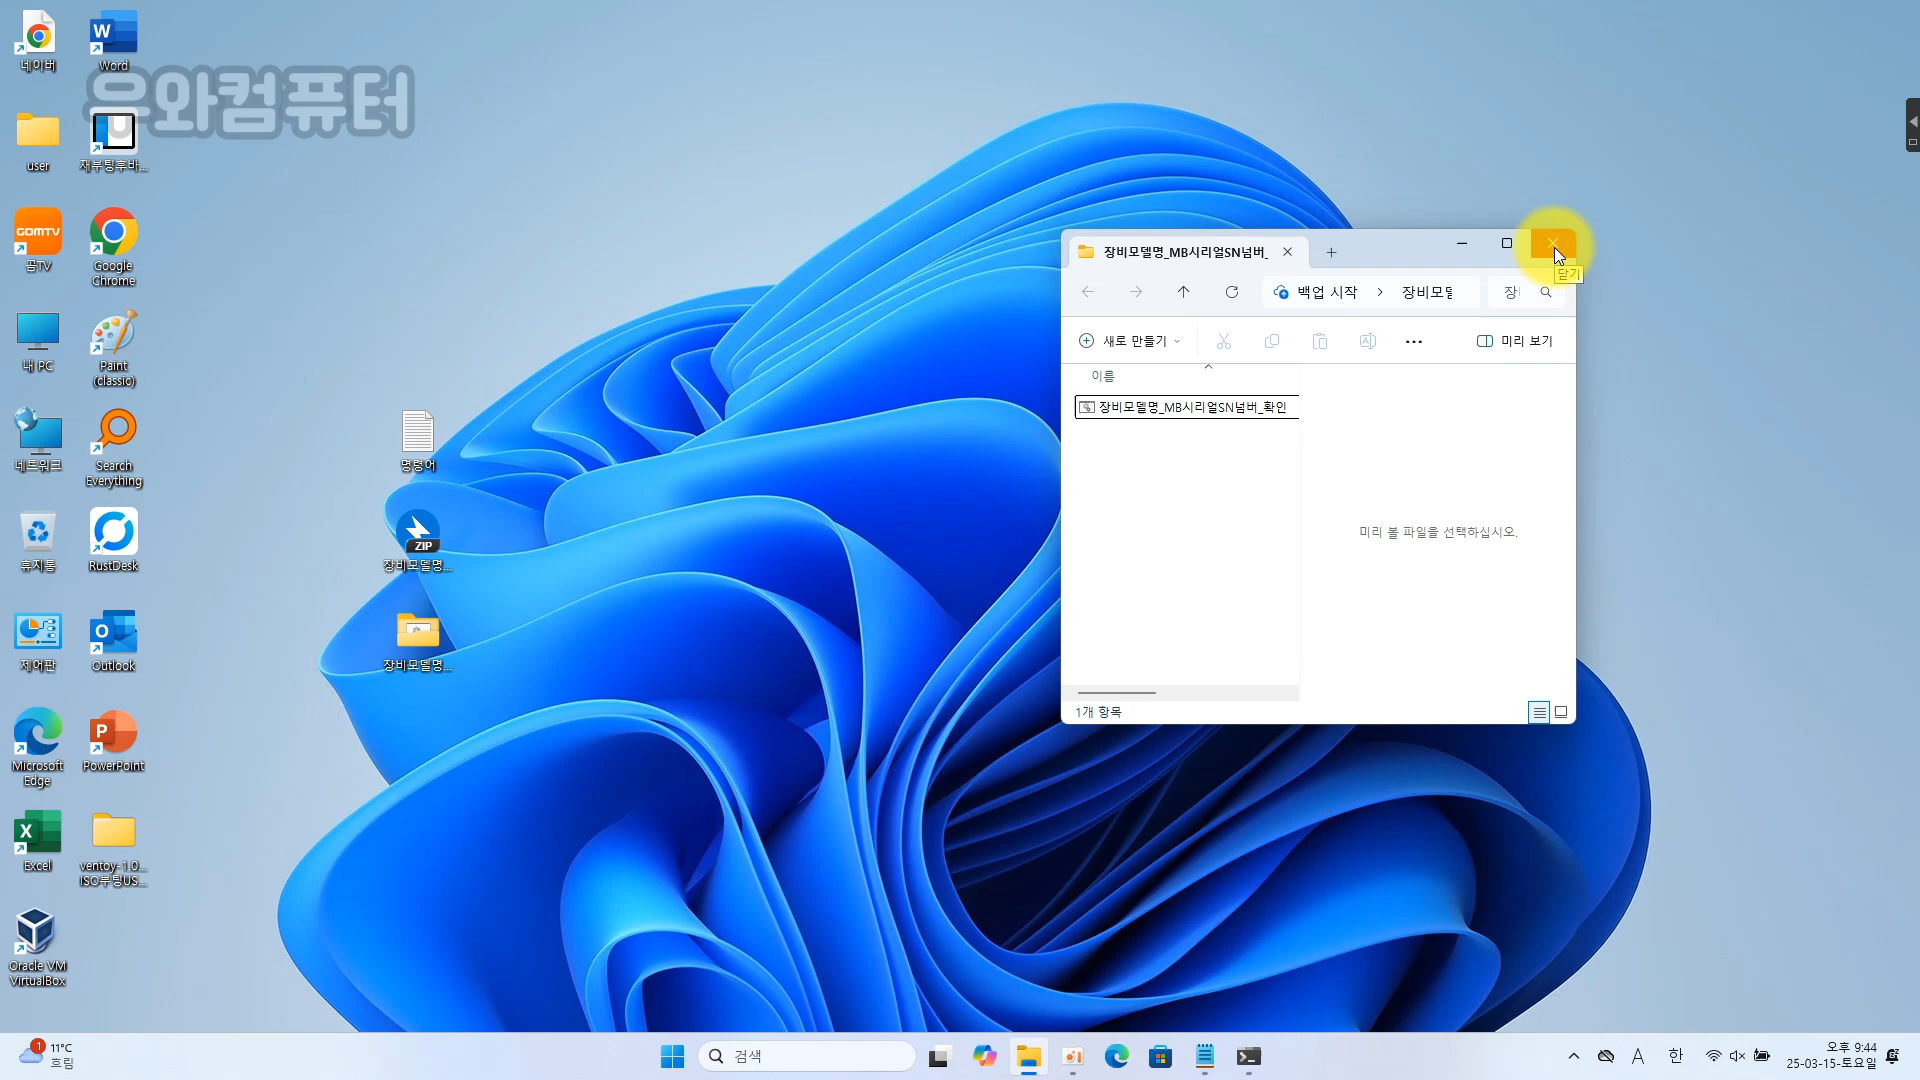 네이버
Word
우와컴퓨터
user
재부팅후바...
GOMTV
곰TV
Google
Chrome
내 PC
Paint
(classic)
네트워크
Search
Everything
휴지통
RustDesk
제어판
Outlook
Microsoft
Edge
PowerPoint
Excel
ventoy-1.0...
ISO부팅US...
Oracle VM
VirtualBox
명령어
ZIP
장비모델명...
장비모델명...
장비모델명_MB시리얼SN넘버_
닫기
백업 시작
장비모델
장비
새로 만들기
미리 보기
이름
장비모델명_MB시리얼SN넘버_확인
미리 볼 파일을 선택하십시오.
1개 항목
1
11°C
흐림
검색
A
한
오후 9:44
25-03-15-토요일